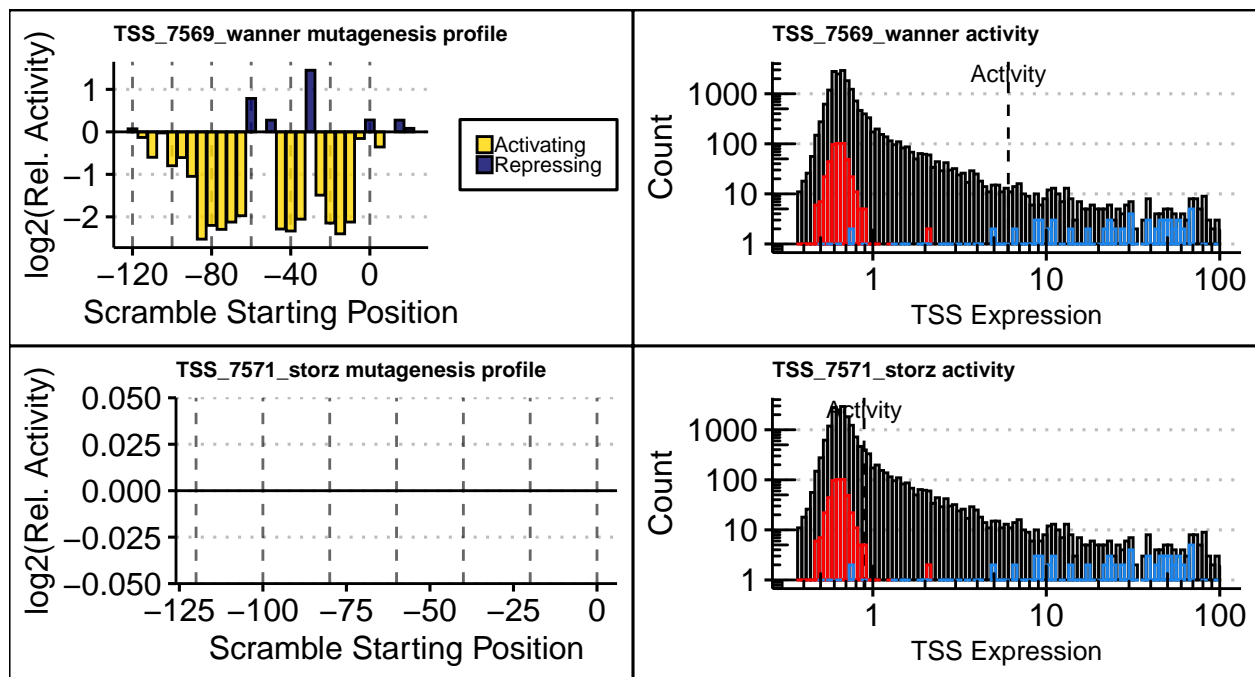 TSS_7569_wanner mutagenesis profile
log2(Rel. Activity)
1
0
−1
−2
−120
−80
−40
0
Scramble Starting Position
Activating
Repressing
TSS_7569_wanner activity
Activity
Count
1000
100
10
1
1
10
100
TSS Expression
TSS_7571_storz mutagenesis profile
log2(Rel. Activity)
0.050
0.025
0.000
−0.025
−0.050
−125
−100
−75
−50
−25
0
Scramble Starting Position
TSS_7571_storz activity
Activity
Count
1000
100
10
1
1
10
100
TSS Expression